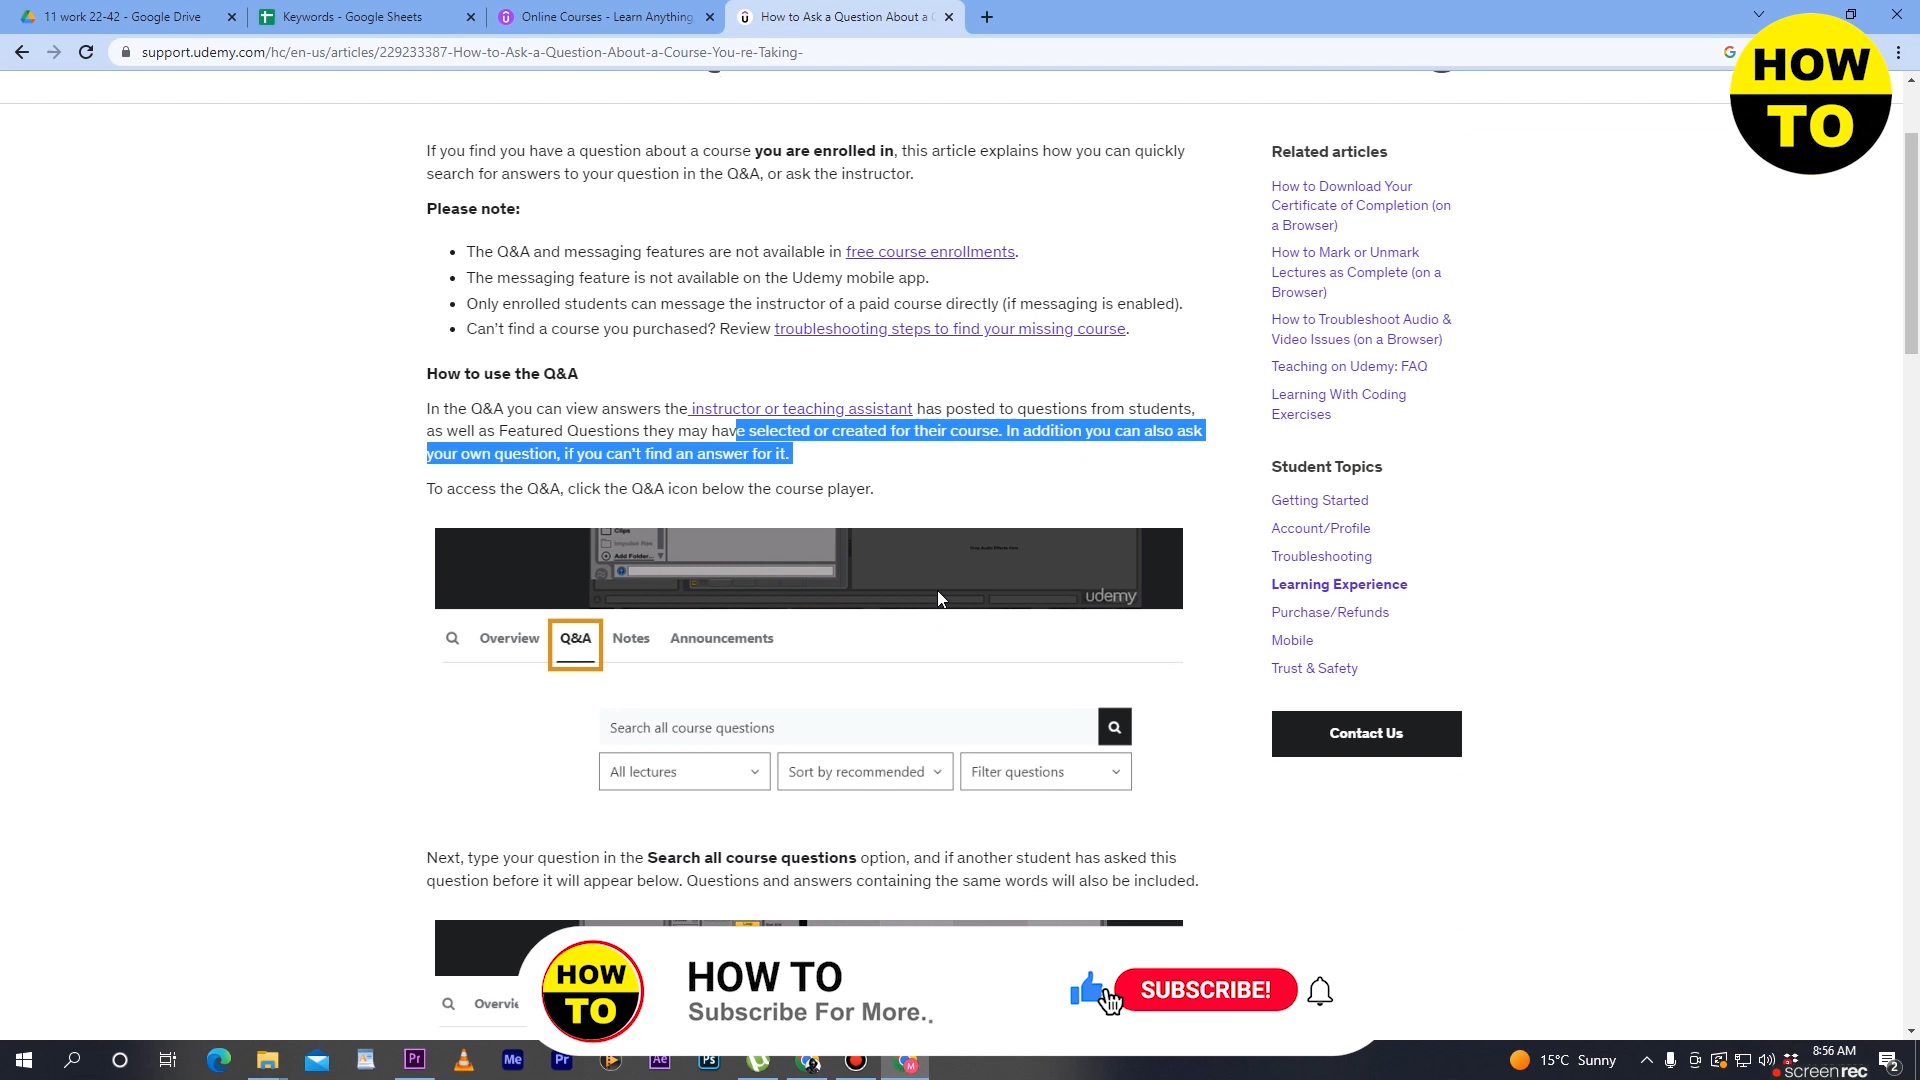 11 work 22-42 - Google Drive
Keywords - Google Sheets
Online Courses - Learn Anything
How to Ask a Question About a C
support.udemy.com/hc/en-us/articles/229233387-How-to-Ask-a-Question-About-a-Course-You-re-Taking-
HOW
TO
If you find you have a question about a course you are enrolled in, this article explains how you can quickly
search for answers to your question in the Q&A, or ask the instructor.
Please note:
• The Q&A and messaging features are not available in free course enrollments.
• The messaging feature is not available on the Udemy mobile app.
• Only enrolled students can message the instructor of a paid course directly (if messaging is enabled).
• Can't find a course you purchased? Review troubleshooting steps to find your missing course.
How to use the Q&A
In the Q&A you can view answers the instructor or teaching assistant has posted to questions from students,
as well as Featured Questions they may have selected or created for their course. In addition you can also ask
your own question, if you can't find an answer for it.
To access the Q&A, click the Q&A icon below the course player.
Clips
Impulse Res
Add Folder...
udemy
Overview Q&A Notes Announcements
Search all course questions
All lectures Sort by recommended Filter questions
Next, type your question in the Search all course questions option, and if another student has asked this
question before it will appear below. Questions and answers containing the same words will also be included.
Related articles
How to Download Your
Certificate of Completion (on
a Browser)
How to Mark or Unmark
Lectures as Complete (on a
Browser)
How to Troubleshoot Audio &
Video Issues (on a Browser)
Teaching on Udemy: FAQ
Learning With Coding
Exercises
Student Topics
Getting Started
Account/Profile
Troubleshooting
Learning Experience
Purchase/Refunds
Mobile
Trust & Safety
Contact Us
Overvie
HOW
TO
HOW TO
Subscribe For More..
SUBSCRIBE!
Pr
Me
Pr
Ae
Ps
M
15°C Sunny
8:56 AM
2
screenrec